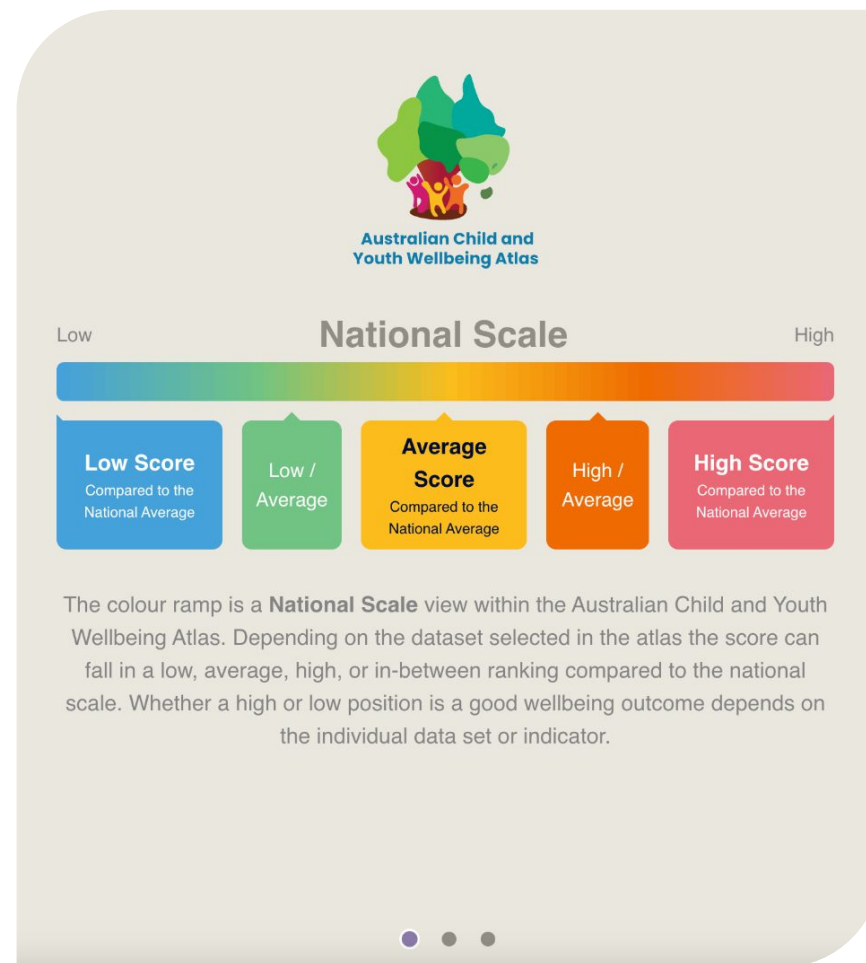 Australian Child and
Youth Wellbeing Atlas
Low
National Scale
High
Low Score
Compared to the
National Average
Low /
Average
Average
Score
Compared to the
National Average
High /
Average
High Score
Compared to the
National Average
The colour ramp is a National Scale view within the Australian Child and Youth
Wellbeing Atlas. Depending on the dataset selected in the atlas the score can
fall in a low, average, high, or in-between ranking compared to the national
scale. Whether a high or low position is a good wellbeing outcome depends on
the individual data set or indicator.